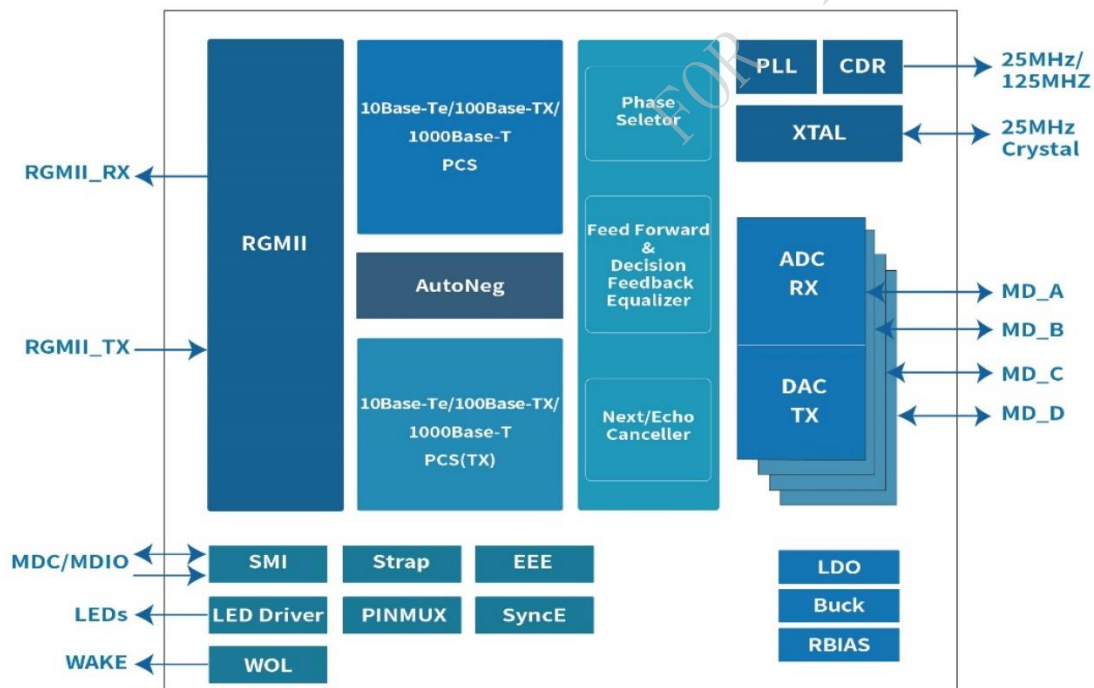 FOR
RGMII_RX
RGMII_TX
RGMII
10Base-Te/100Base-TX/
1000Base-T
PCS
AutoNeg
10Base-Te/100Base-TX/
1000Base-T
PCS(TX)
Phase
Seletor
Feed Forward
&
Decision
Feedback
Equalizer
Next/Echo
Canceller
PLL
CDR
25MHz/
125MHZ
XTAL
25MHz
Crystal
ADC
RX
DAC
TX
MD_A
MD_B
MD_C
MD_D
MDC/MDIO
SMI
Strap
EEE
LEDs
LED Driver
PINMUX
SyncE
WAKE
WOL
LDO
Buck
RBIAS